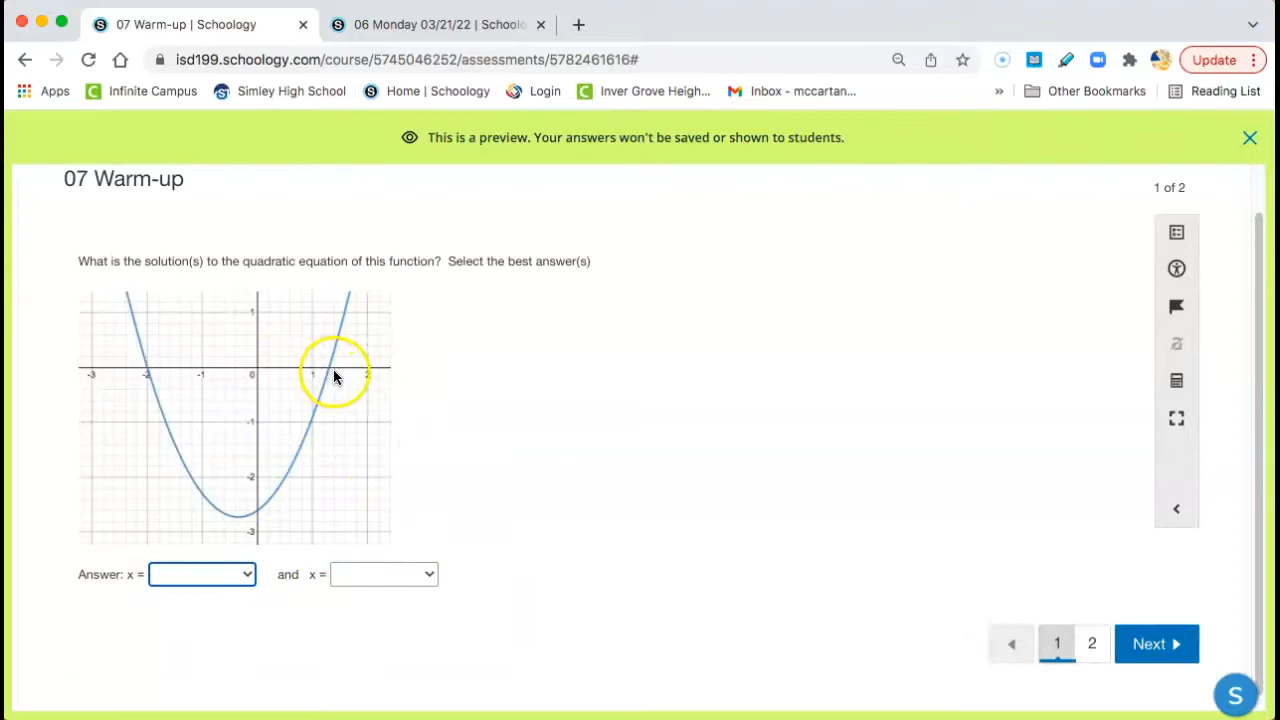 07 Warm-up | Schoology
06 Monday 03/21/22 | Schoolo
isd199.schoology.com/course/5745046252/assessments/5782461616#
Update
Apps
Infinite Campus
Simley High School
Home | Schoology
Login
Inver Grove Heigh...
Inbox - mccartan...
»
Other Bookmarks
Reading List
This is a preview. Your answers won't be saved or shown to students.
07 Warm-up
1 of 2
What is the solution(s) to the quadratic equation of this function? Select the best answer(s)
1
-3 -2 -1 0 1 2
-1
-2
-3
Answer: x = and x =
1 2 Next
S